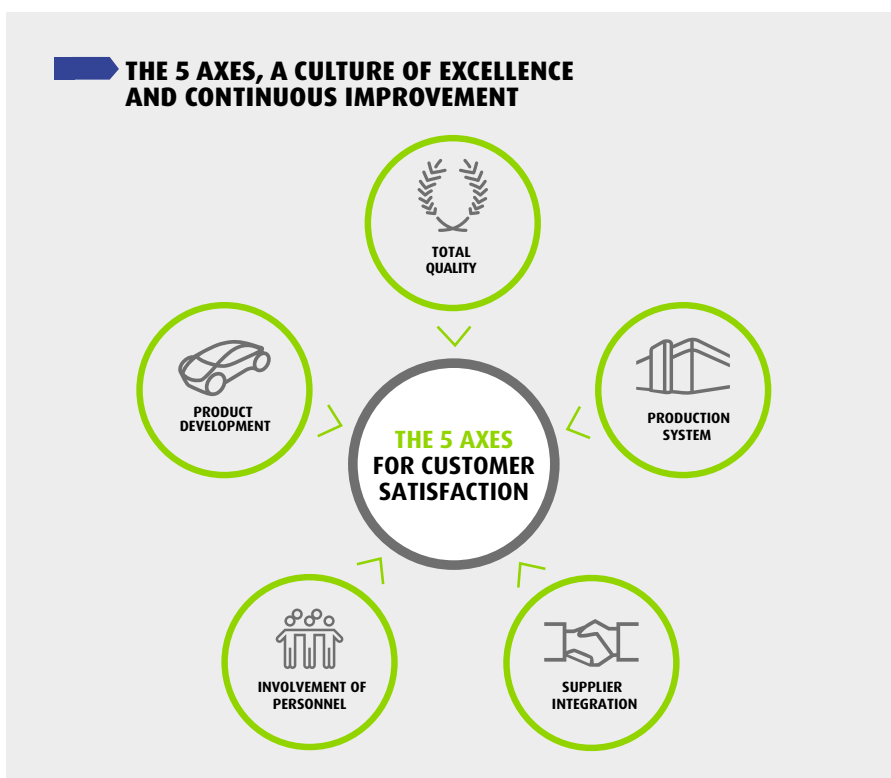 THE 5 AXES, A CULTURE OF EXCELLENCE
AND CONTINUOUS IMPROVEMENT
TOTAL
QUALITY
PRODUCT
DEVELOPMENT
PRODUCTION
SYSTEM
THE 5 AXES
FOR CUSTOMER
SATISFACTION
INVOLVEMENT OF
PERSONNEL
SUPPLIER
INTEGRATION